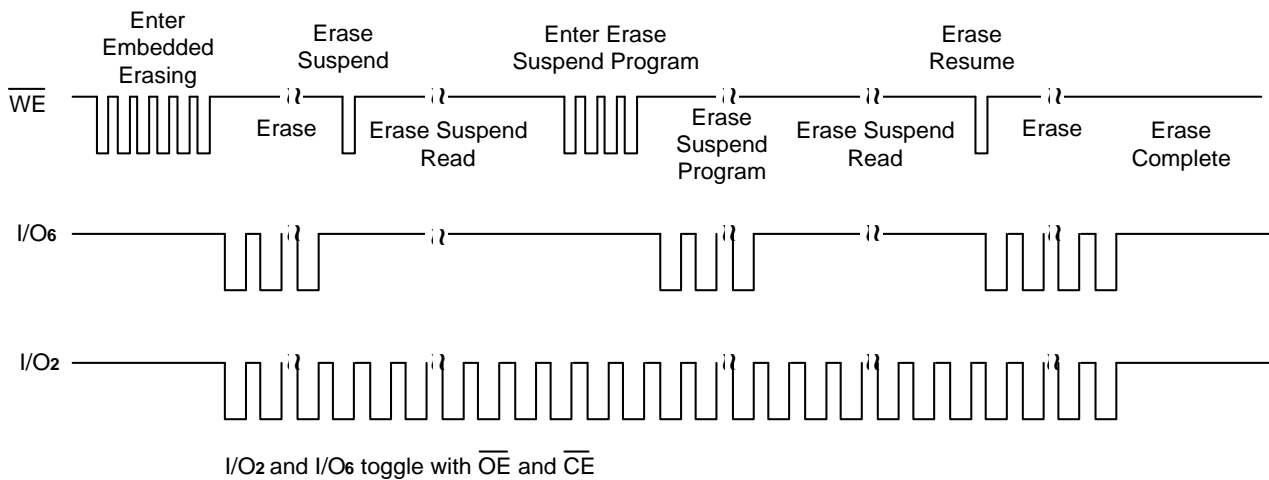 Enter
Embedded
Erasing
Erase
Suspend
Enter Erase
Suspend Program
Erase
Resume
WE
Erase
Erase Suspend
Read
Erase
Suspend
Program
Erase Suspend
Read
Erase
Erase
Complete
I/O6
I/O2
I/O2 and I/O6 toggle with OE and CE